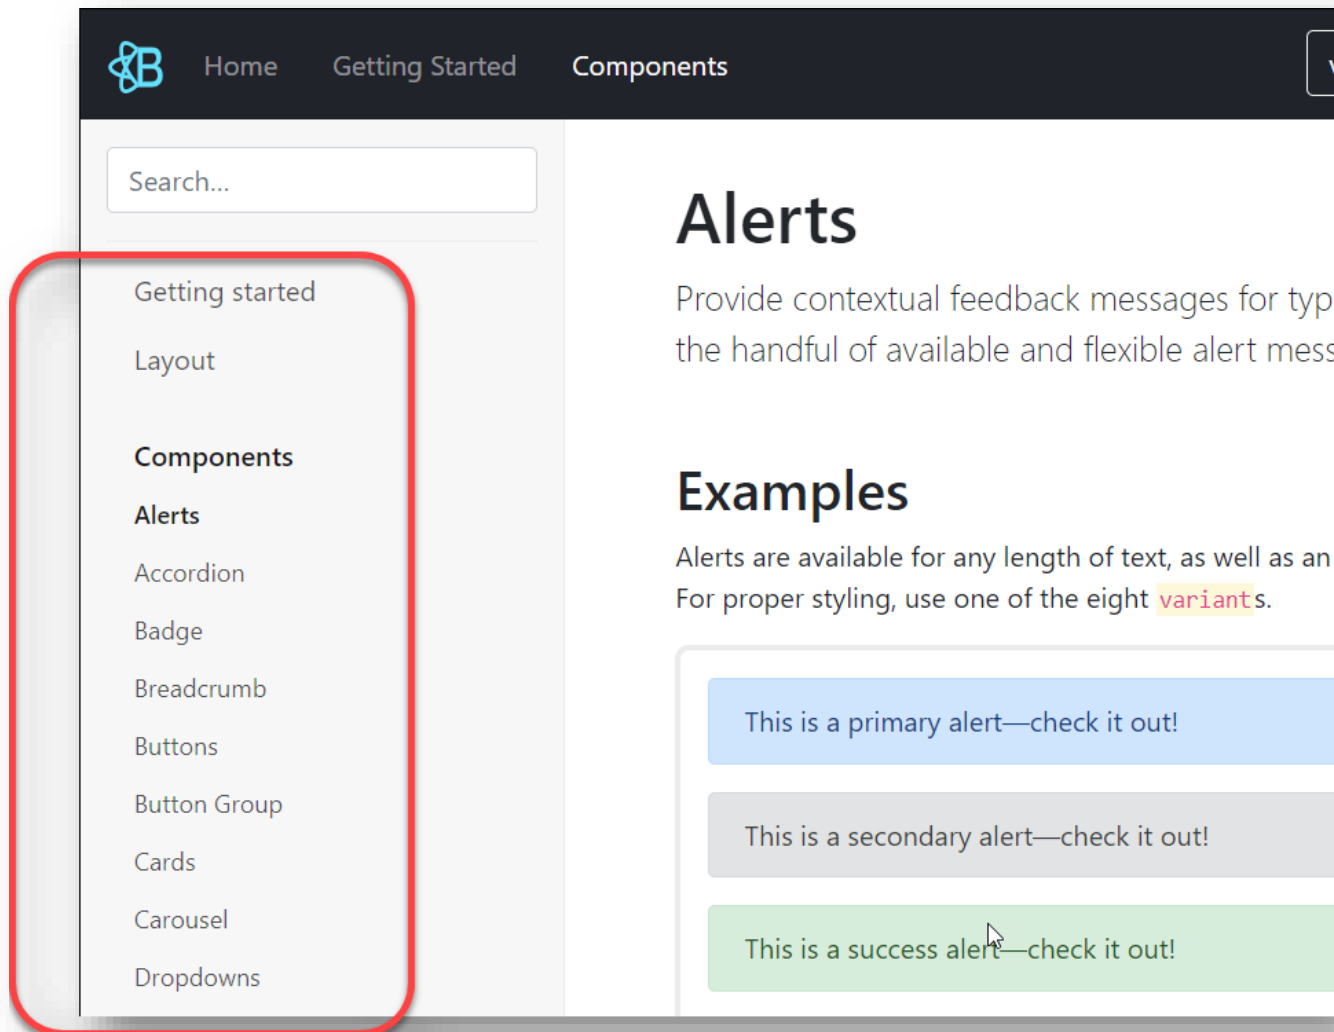 B Home Getting Started Components
Search...
Getting started
Layout
Components
Alerts
Accordion
Badge
Breadcrumb
Buttons
Button Group
Cards
Carousel
Dropdowns
Alerts
Provide contextual feedback messages for typ
the handful of available and flexible alert mess
Examples
Alerts are available for any length of text, as well as an
For proper styling, use one of the eight variants.
This is a primary alert—check it out!
This is a secondary alert—check it out!
This is a success alert—check it out!